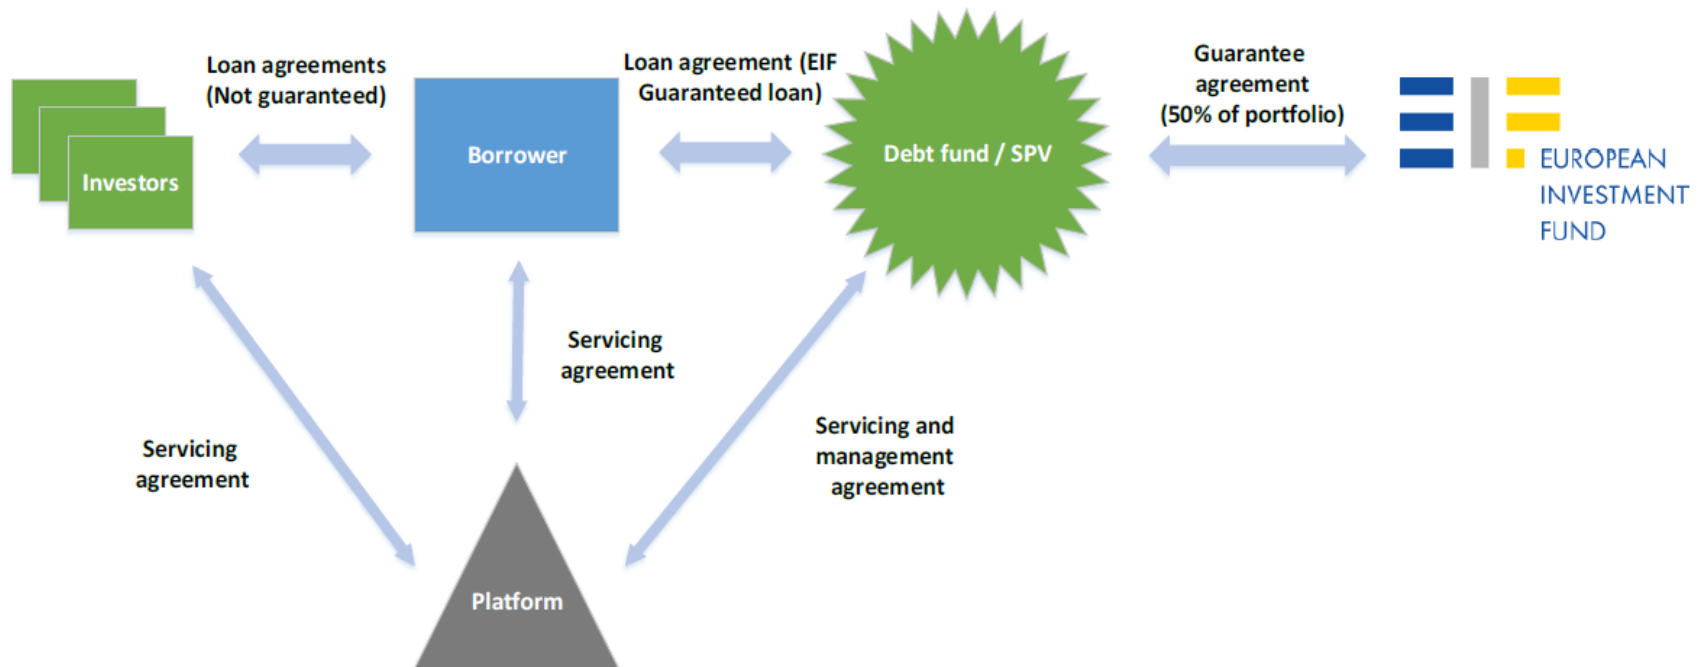 Loan agreements
(Not guaranteed)
Loan agreement (EIF
Guaranteed loan)
Guarantee
agreement
(50% of portfolio)
Investors
Borrower
Debt fund / SPV
EUROPEAN
INVESTMENT
FUND
Servicing
agreement
Servicing
agreement
Servicing and
management
agreement
Platform